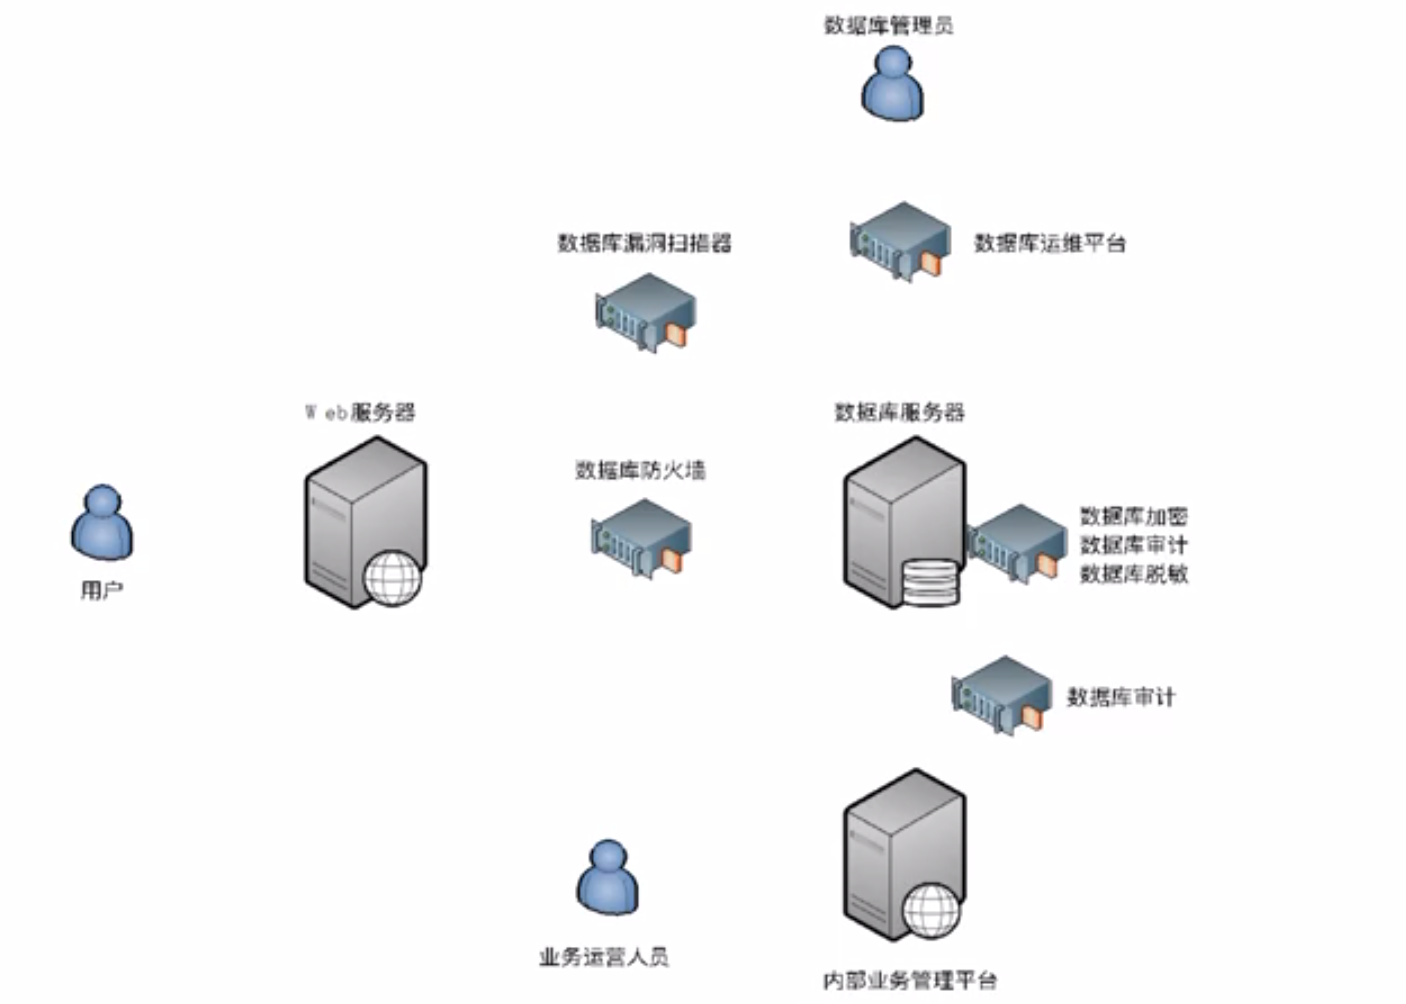 数据库管理员
数据库漏洞扫描器
数据库运维平台
Web服务器
数据库服务器
数据库防火墙
数据库加密
数据库审计
数据库脱敏
用户
数据库审计
业务运营人员
内部业务管理平台